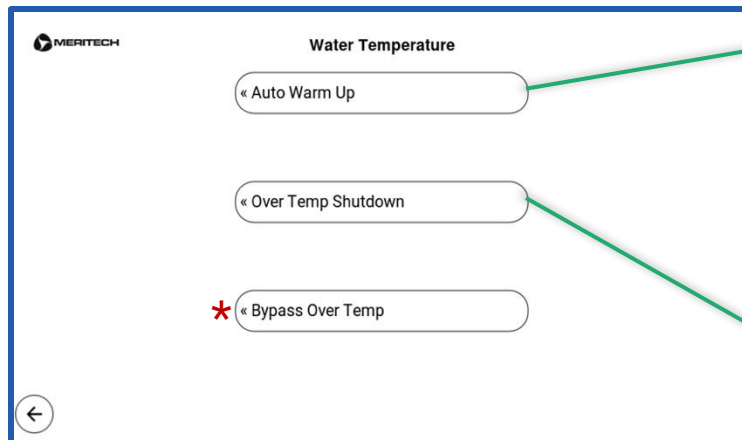 MERITECH
Water Temperature
« Auto Warm Up
« Over Temp Shutdown
* « Bypass Over Temp